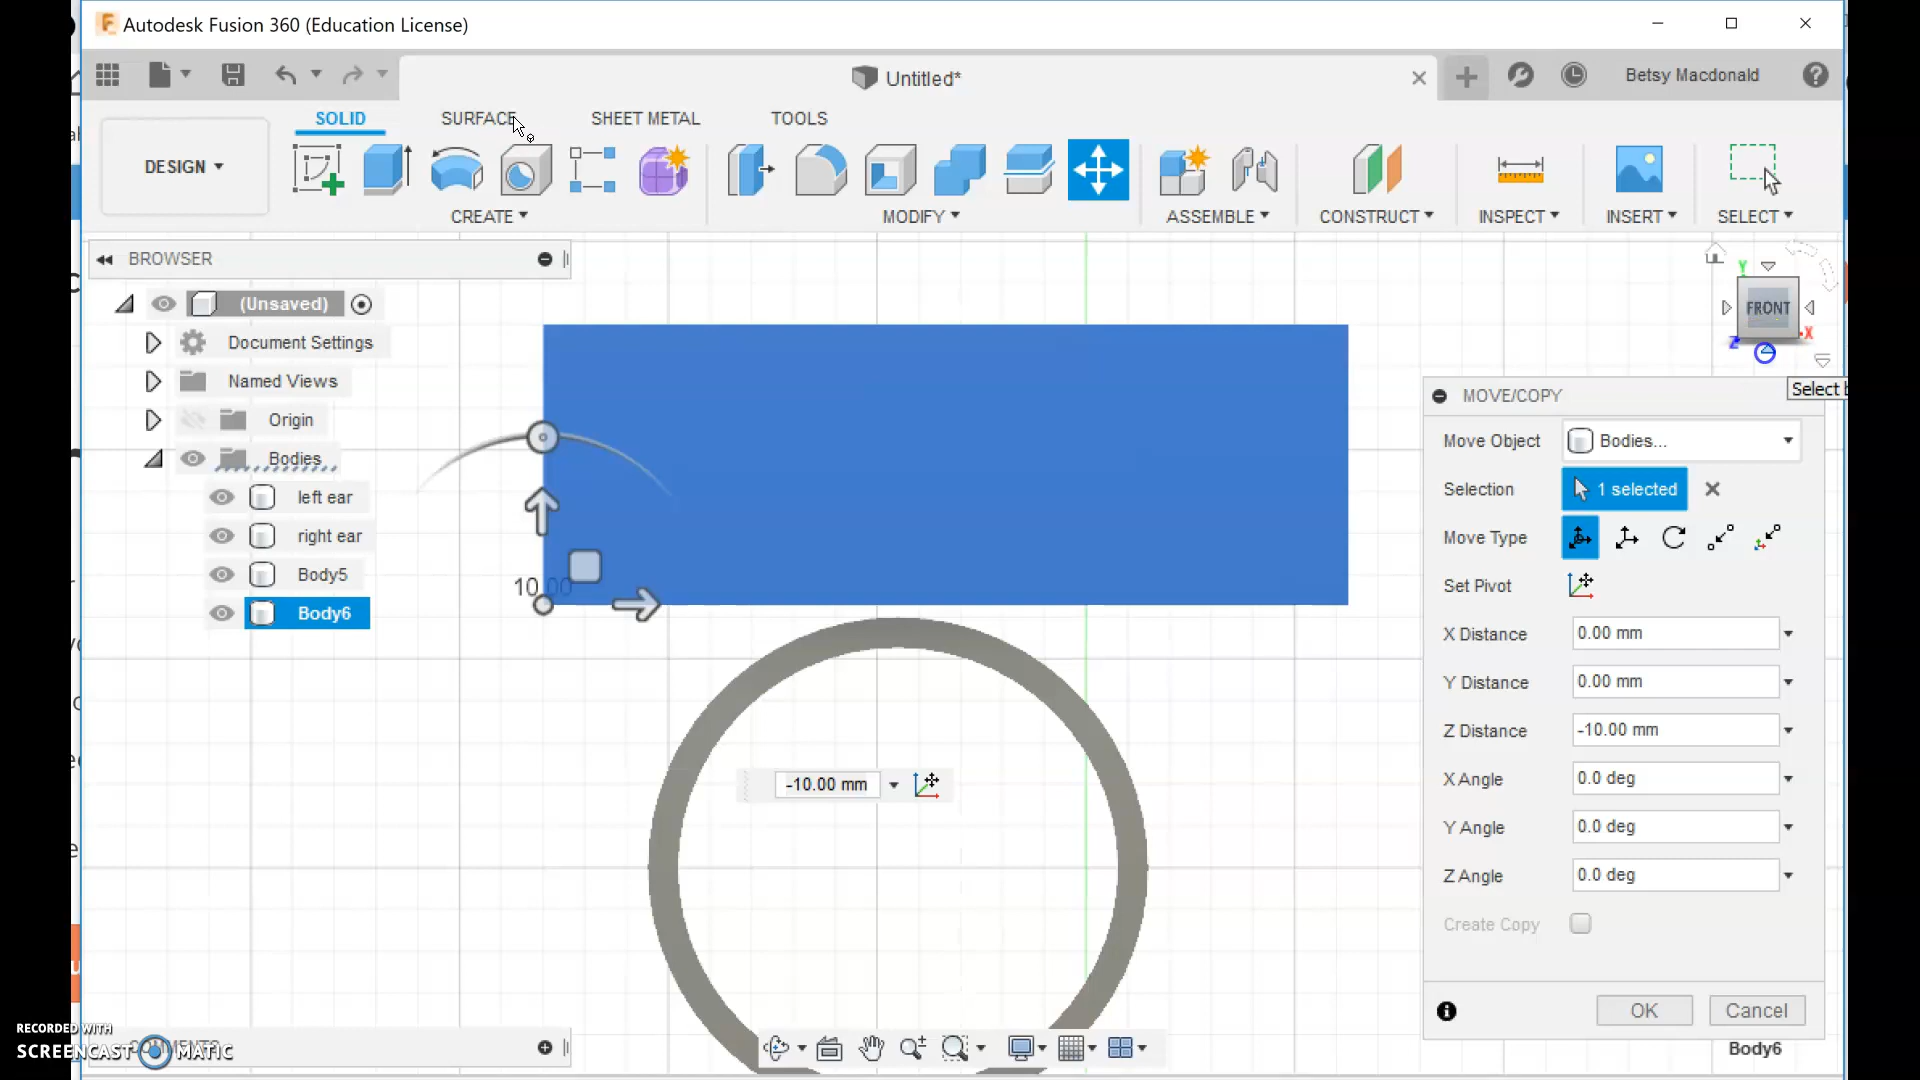 Autodesk Fusion 360 (Education License)
Untitled*
Betsy Macdonald
SOLID
SURFACE
SHEET METAL
TOOLS
DESIGN
CREATE
MODIFY
ASSEMBLE
CONSTRUCT
INSPECT
INSERT
SELECT
BROWSER
(Unsaved)
Document Settings
Named Views
Origin
Bodies
left ear
right ear
Body5
Body6
10.00
-10.00 mm
Y
FRONT
X
Z
Select
MOVE/COPY
Move Object
Bodies...
Selection
1 selected
Move Type
Set Pivot
X Distance
0.00 mm
Y Distance
0.00 mm
Z Distance
-10.00 mm
X Angle
0.0 deg
Y Angle
0.0 deg
Z Angle
0.0 deg
Create Copy
OK
Cancel
Body6
RECORDED WITH
SCREENCAST MATIC